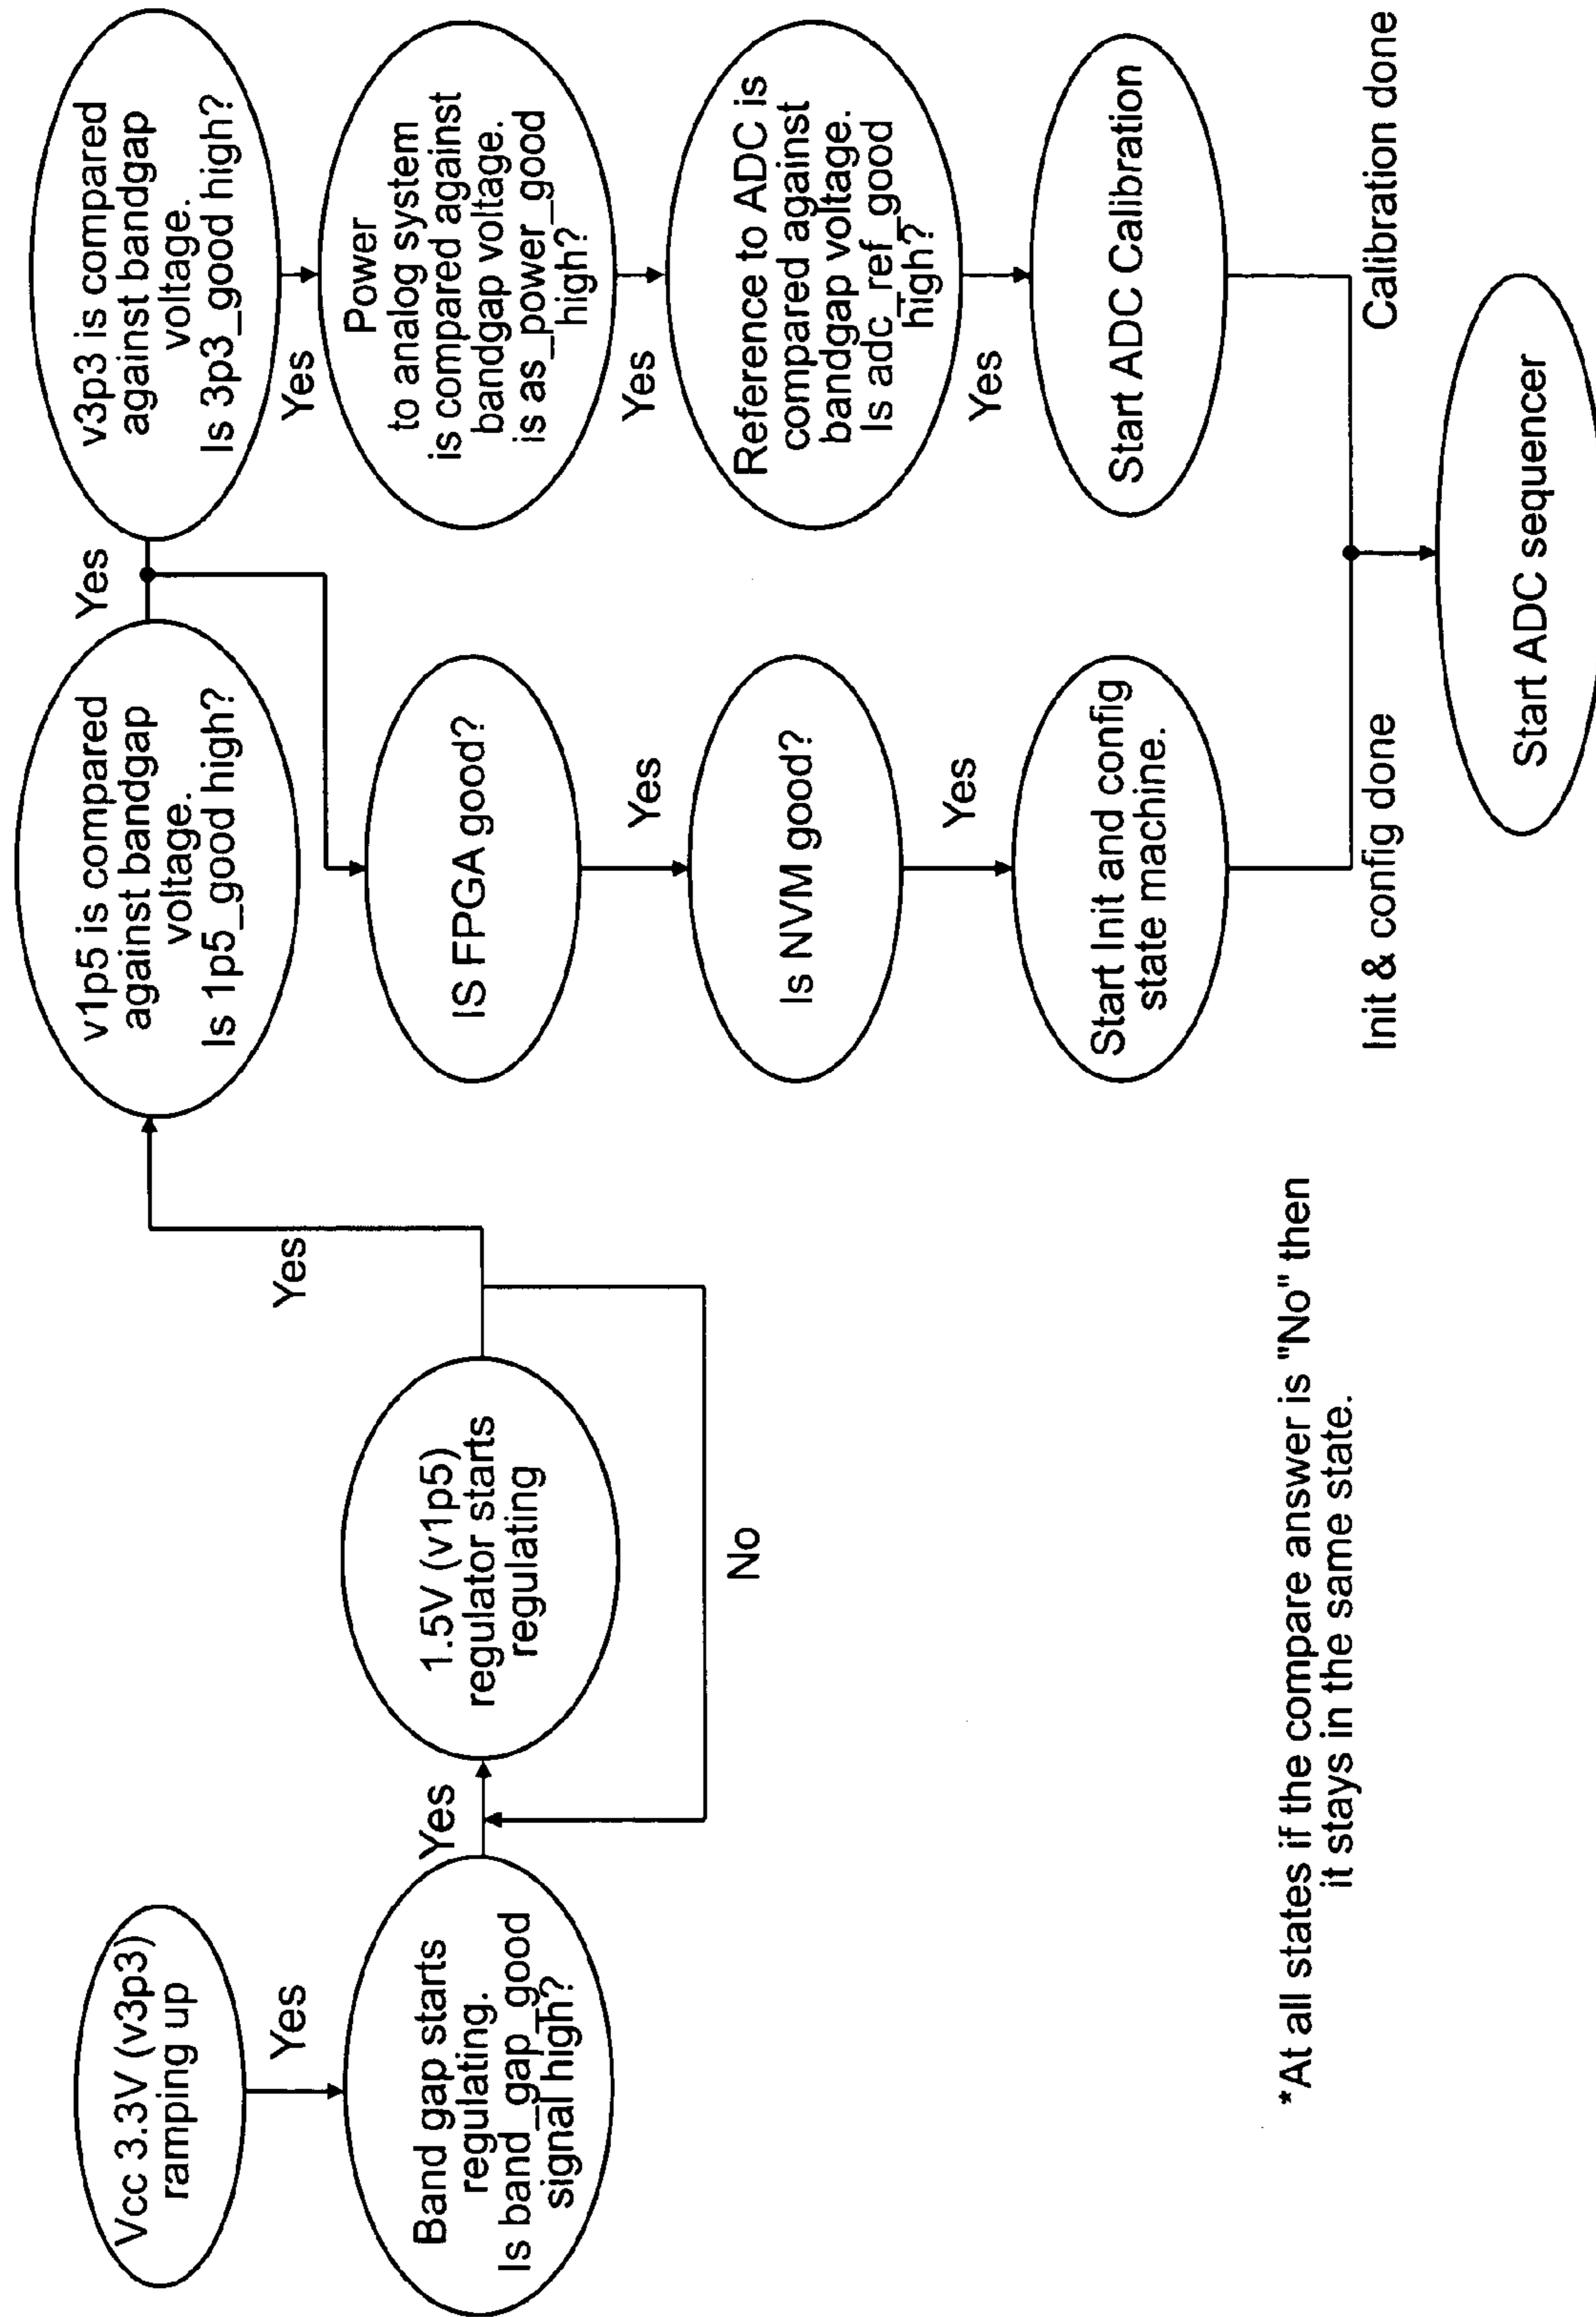 Vcc 3.3V (v3p3)
ramping up
Yes
Band gap starts
regulating.
Is band_gap_good
signal high?
Yes
1.5V (v1p5)
regulator starts
regulating
No
Yes
v1p5 is compared
against bandgap
voltage.
Is 1p5_good high?
Yes
IS FPGA good?
Yes
Is NVM good?
Yes
Start Init and config
state machine.
Init & config done
v3p3 is compared
against bandgap
voltage.
Is 3p3_good high?
Yes
Power
to analog system
is compared against
bandgap voltage.
is as_power_good
high?
Yes
Reference to ADC is
compared against
bandgap voltage.
Is adc_ref_good
high?
Yes
Start ADC Calibration
Calibration done
Start ADC sequencer
*At all states if the compare answer is "No" then
it stays in the same state.